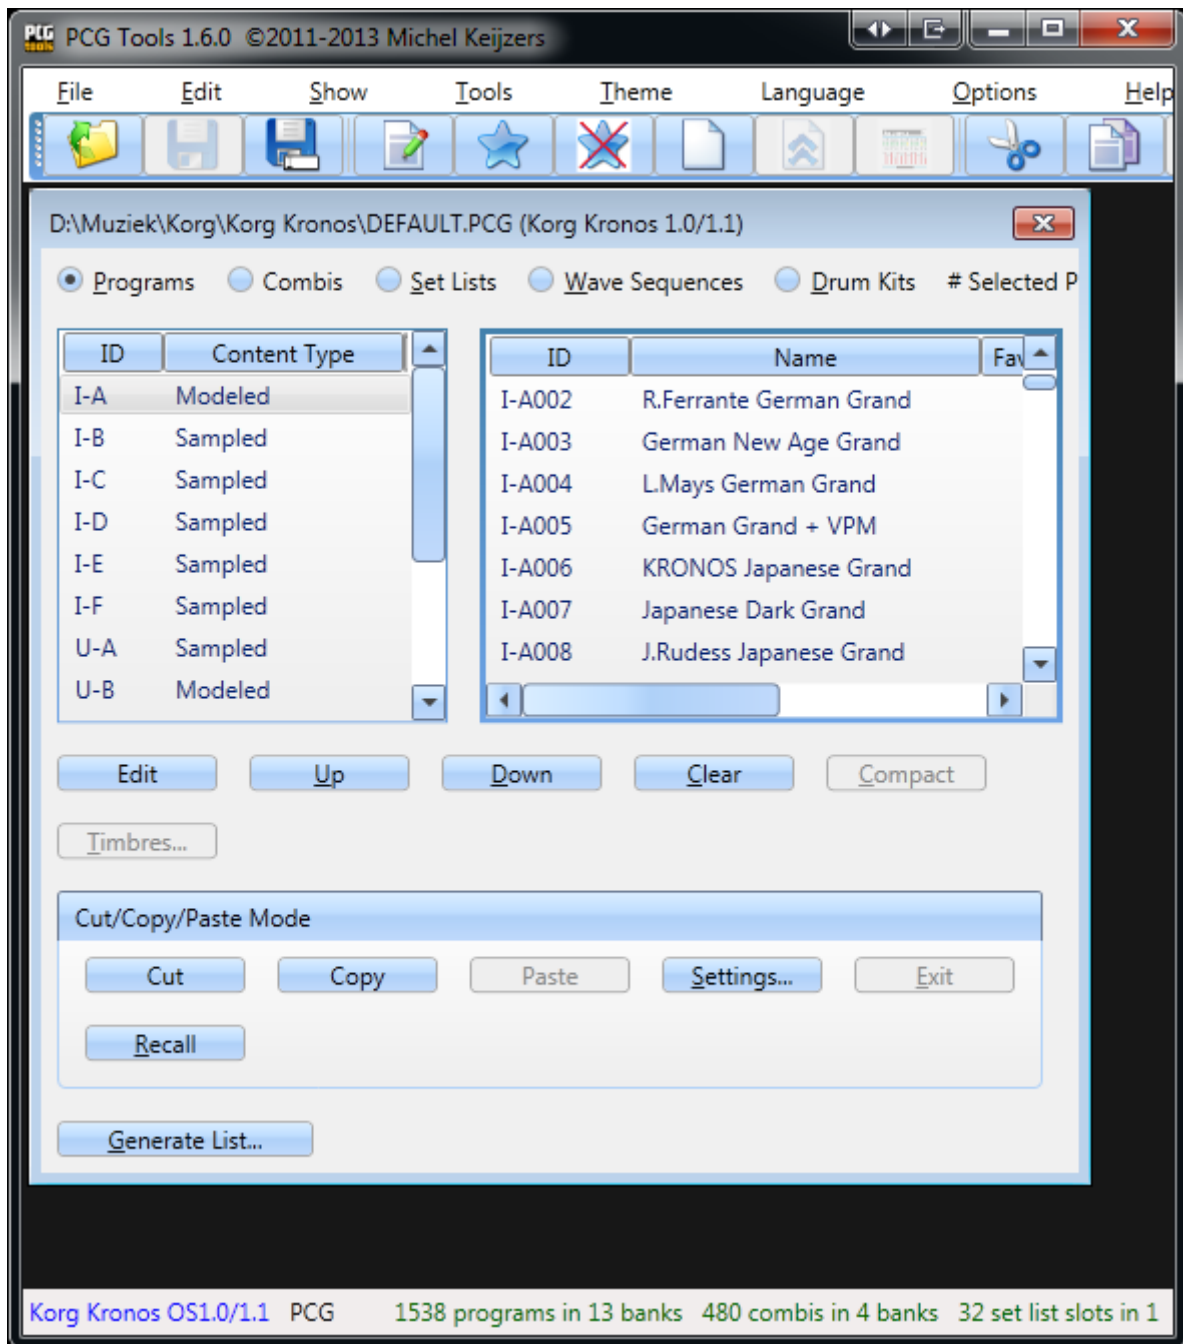 PCG Tools 1.6.0 ©2011-2013 Michel Keijzers
File Edit Show Tools Theme Language Options Help
D:\Muziek\Korg\Korg Kronos\DEFAULT.PCG (Korg Kronos 1.0/1.1)
Programs Combis Set Lists Wave Sequences Drum Kits # Selected P
ID Content Type
I-A Modeled
I-B Sampled
I-C Sampled
I-D Sampled
I-E Sampled
I-F Sampled
U-A Sampled
U-B Modeled
ID Name Fav
I-A002 R.Ferrante German Grand
I-A003 German New Age Grand
I-A004 L.Mays German Grand
I-A005 German Grand + VPM
I-A006 KRONOS Japanese Grand
I-A007 Japanese Dark Grand
I-A008 J.Rudess Japanese Grand
Edit Up Down Clear Compact
Timbres...
Cut/Copy/Paste Mode
Cut Copy Paste Settings... Exit
Recall
Generate List...
Korg Kronos OS1.0/1.1 PCG 1538 programs in 13 banks 480 combis in 4 banks 32 set list slots in 1